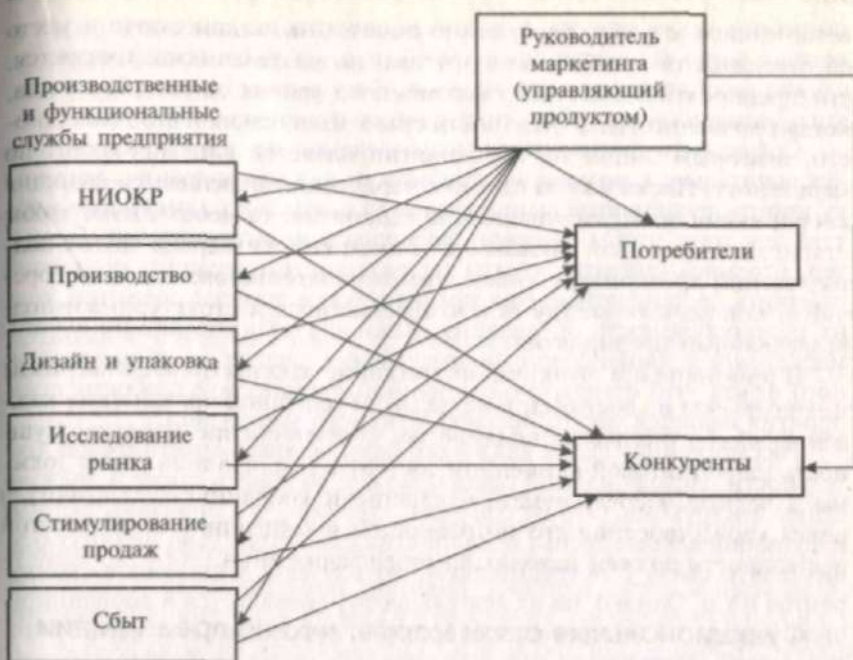 Руководитель
маркетинга
(управляющий
продуктом)
Производственные
и функциональные
службы предприятия
НИОКР
Производство
Дизайн и упаковка
Исследование
рынка
Стимулирование
продаж
Сбыт
Потребители
Конкуренты